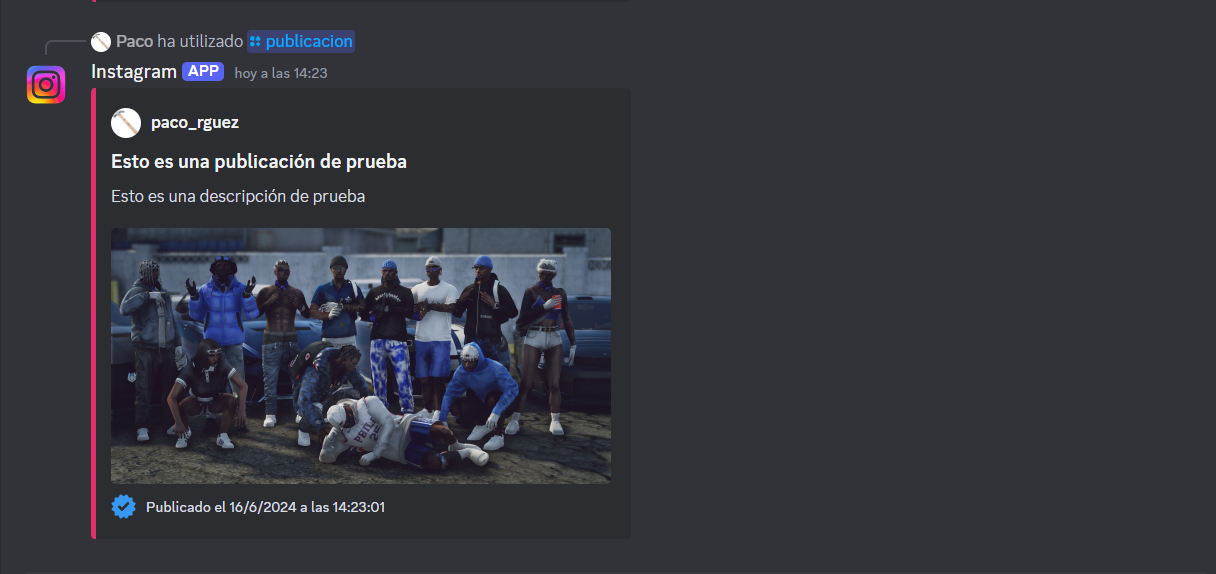 Paco ha utilizado publicacion
Instagram APP hoy a las 14:23
paco_rguez
Esto es una publicación de prueba
Esto es una descripción de prueba
PHILA
Publicado el 16/6/2024 a las 14:23:01